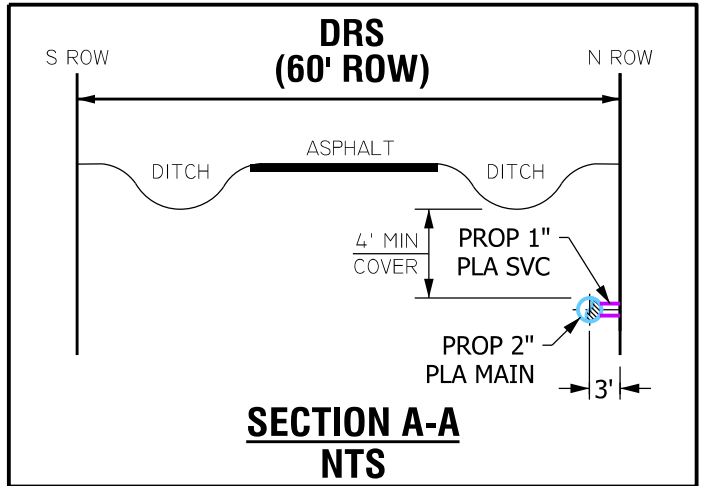 DRS
(60' ROW)
S ROW
N ROW
ASPHALT
DITCH
DITCH
4' MIN
COVER
PROP 1"
PLA SVC
PROP 2"
PLA MAIN
3'
SECTION A-A
NTS